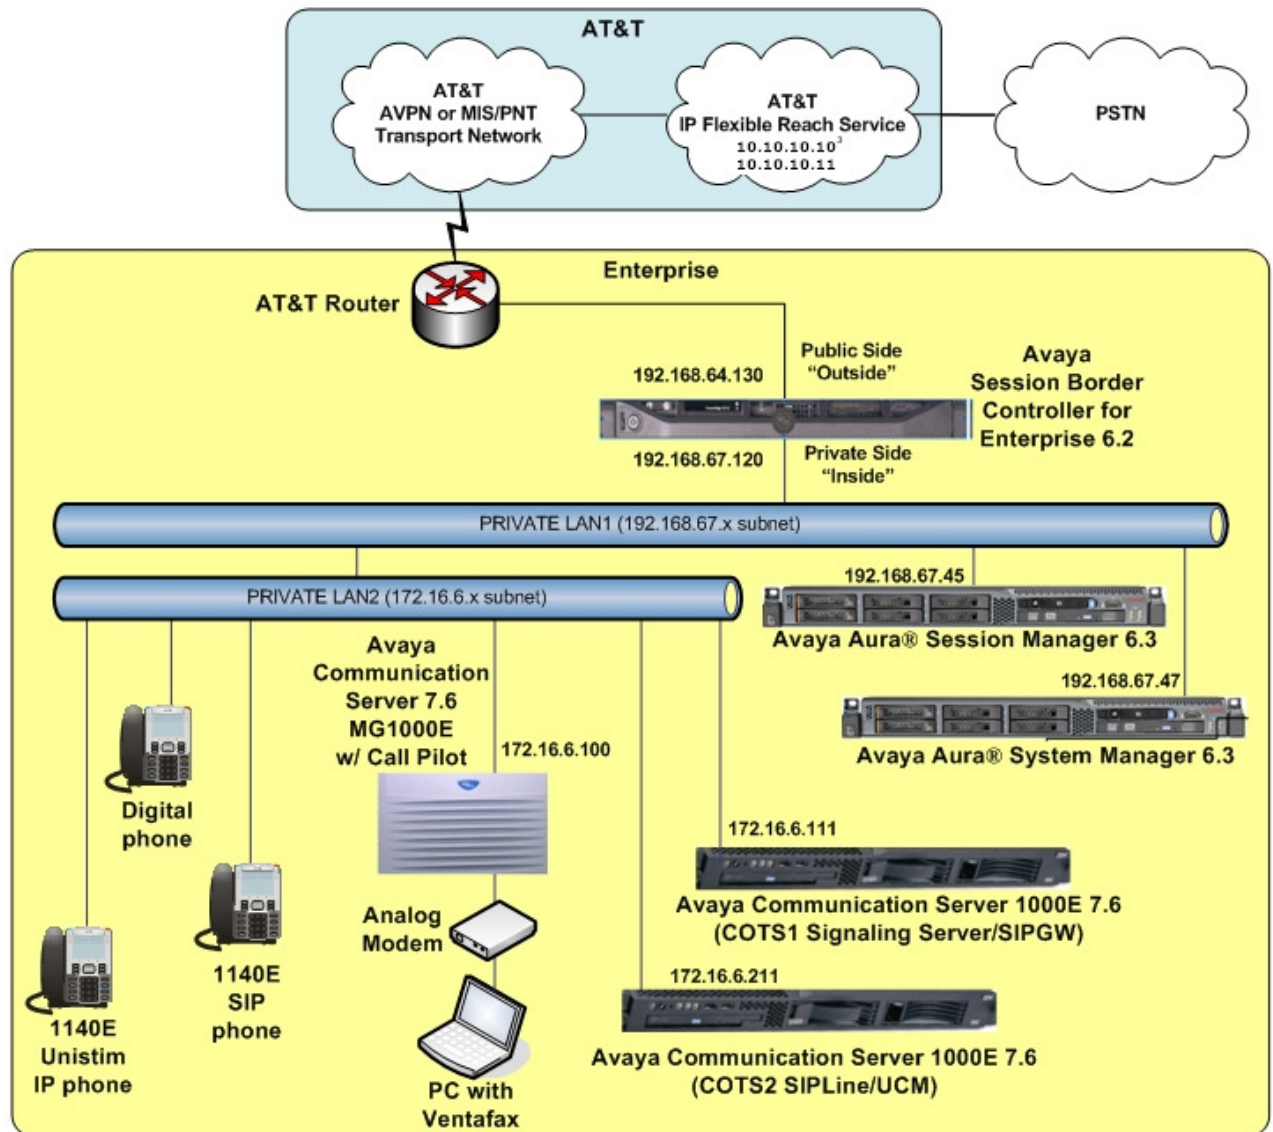 AT&T
AT&T
AVPN or MIS/PNT
Transport Network
AT&T
IP Flexible Reach Service
10.10.10.10³
10.10.10.11
PSTN
Enterprise
AT&T Router
Public Side
“Outside”
192.168.64.130
Avaya
Session Border
Controller for
Enterprise 6.2
192.168.67.120
Private Side
“Inside”
PRIVATE LAN1 (192.168.67.x subnet)
PRIVATE LAN2 (172.16.6.x subnet)
192.168.67.45
Avaya Aura® Session Manager 6.3
192.168.67.47
Avaya Aura® System Manager 6.3
Avaya
Communication
Server 7.6
MG1000E
w/ Call Pilot
172.16.6.100
Digital
phone
1140E
SIP
phone
1140E
Unistim
IP phone
Analog
Modem
PC with
Ventafax
172.16.6.111
Avaya Communication Server 1000E 7.6
(COTS1 Signaling Server/SIPGW)
172.16.6.211
Avaya Communication Server 1000E 7.6
(COTS2 SIPLine/UCM)